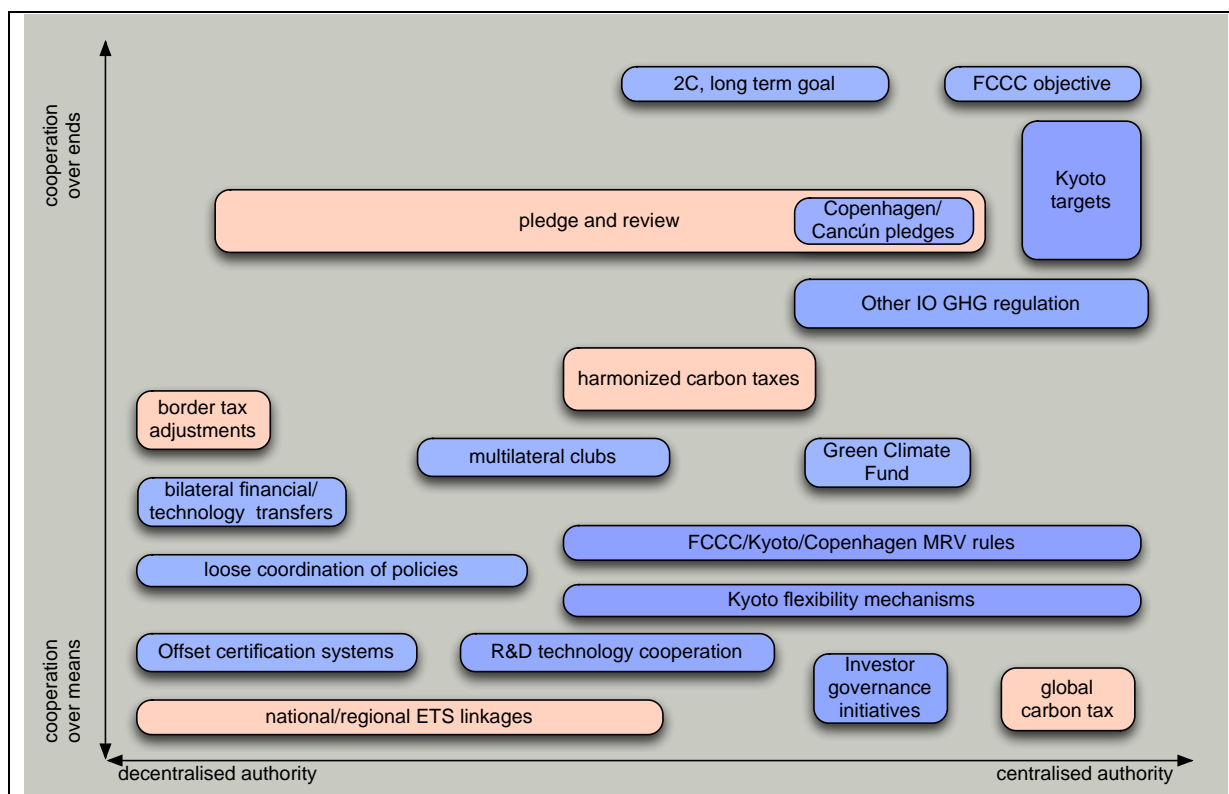 cooperation
over ends
2C, long term goal
FCCC objective
Kyoto
targets
pledge and review
Copenhagen/
Cancún pledges
Other IO GHG regulation
harmonized carbon taxes
border tax
adjustments
multilateral clubs
Green Climate
Fund
bilateral financial/
technology transfers
FCCC/Kyoto/Copenhagen MRV rules
loose coordination of policies
Kyoto flexibility mechanisms
cooperation
over means
Offset certification systems
R&D technology cooperation
Investor
governance
initiatives
global
carbon tax
national/regional ETS linkages
decentralised authority
centralised authority